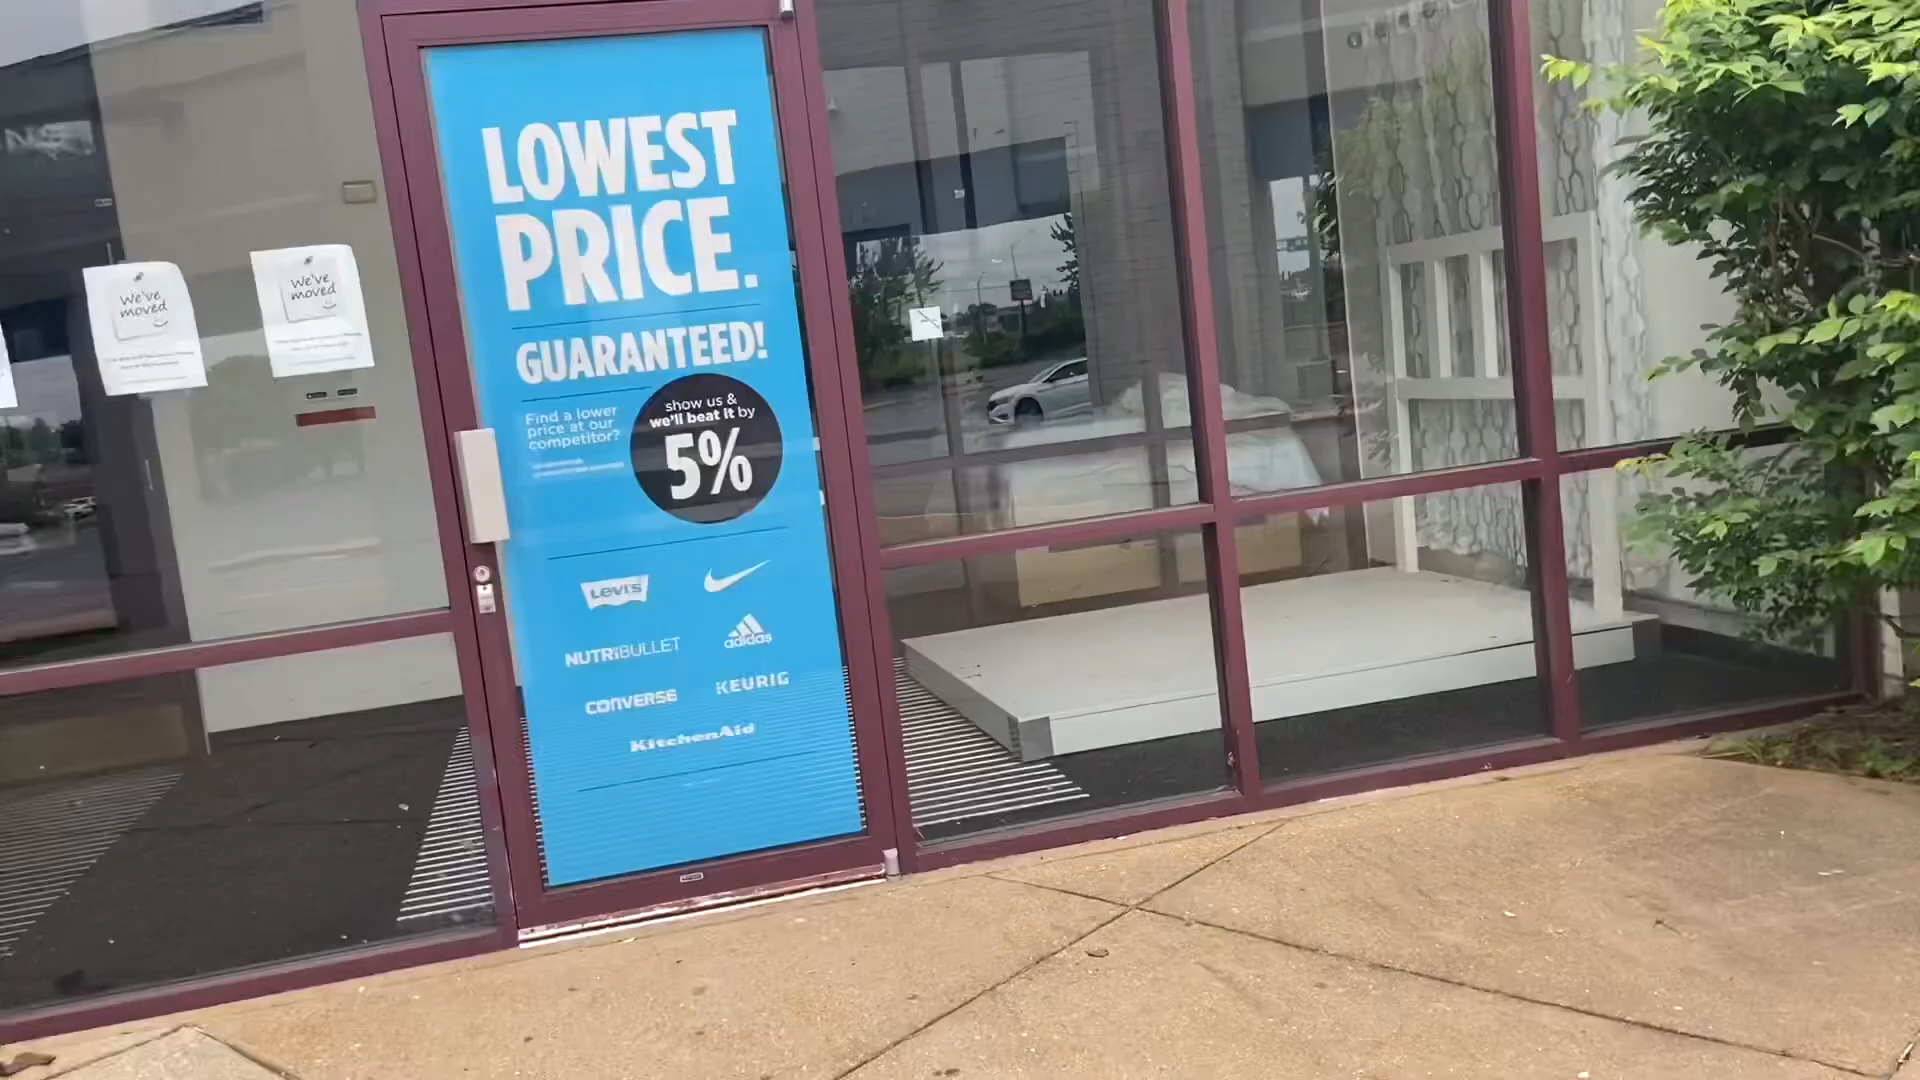 We've
moved
We've
moved
LOWEST
PRICE.
GUARANTEED!
Find a lower
price at our
competitor?
show us &
we'll beat it by
5%
Levi's
NUTRIBULLET
adidas
CONVERSE
KEURIG
KitchenAid